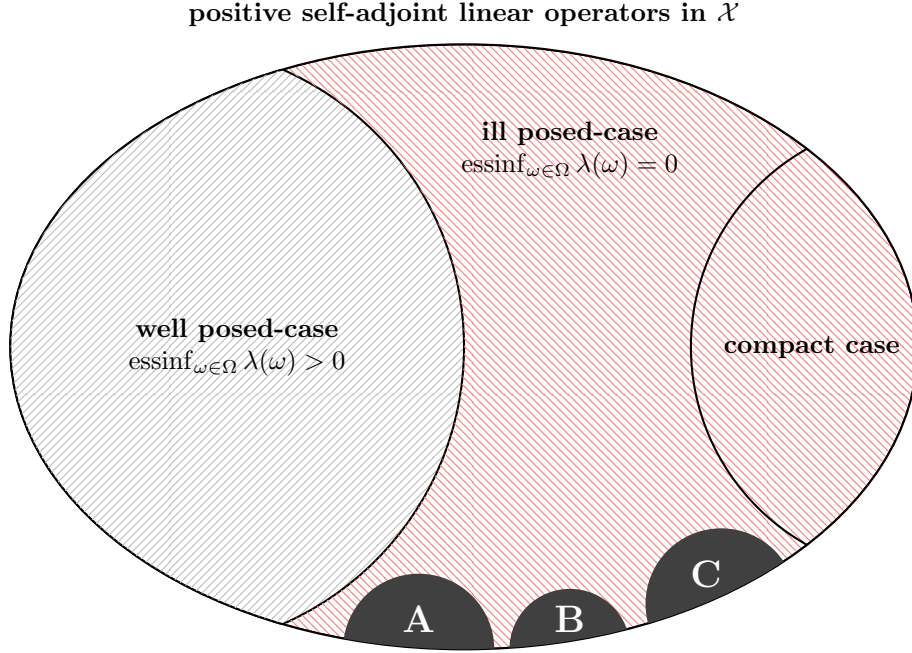 positive self-adjoint linear operators in 𝒳
ill posed-case
essinf_{ω∈Ω} λ(ω) = 0
well posed-case
essinf_{ω∈Ω} λ(ω) > 0
compact case
A
B
C